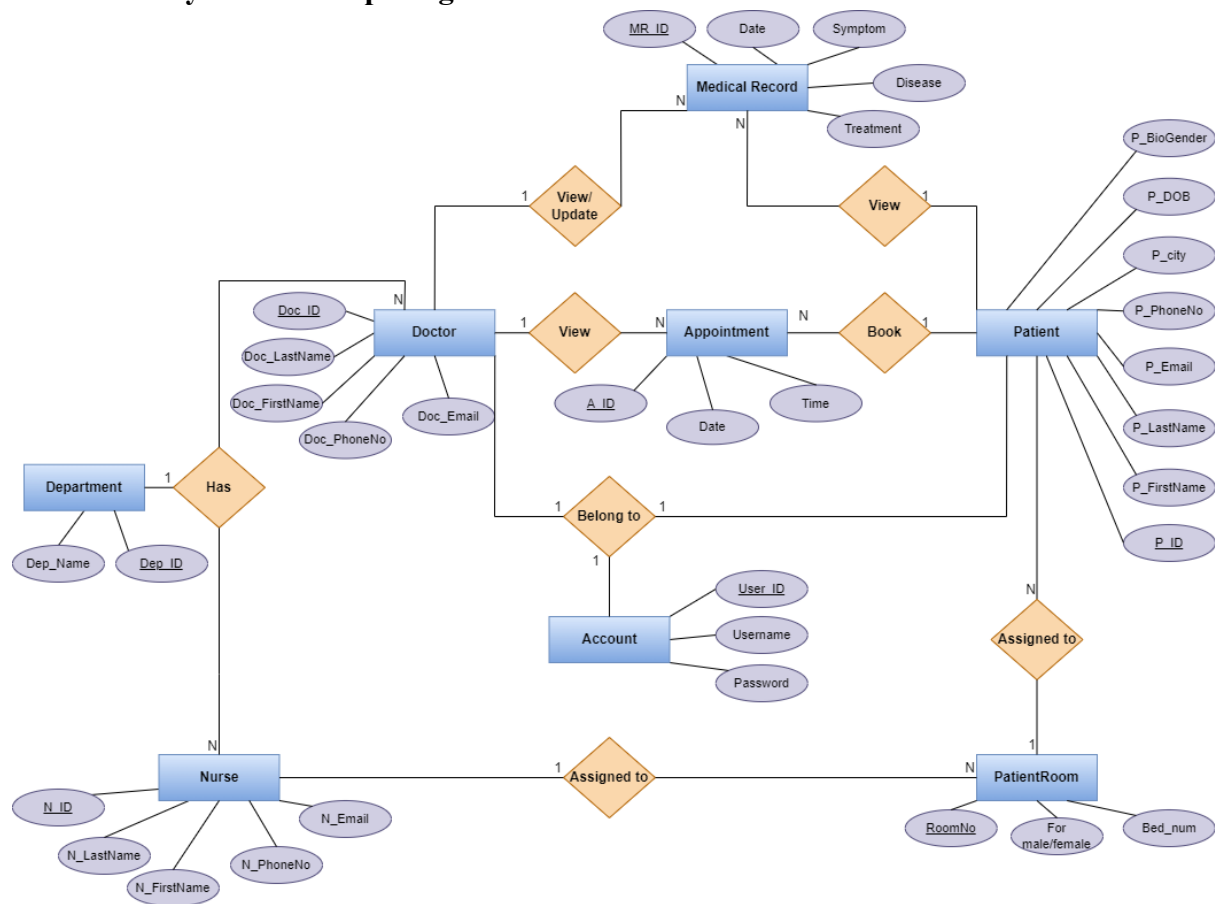 MR_ID
Date
Symptom
Medical Record
Disease
N
N
Treatment
P_BioGender
1
View/
Update
View
1
P_DOB
P_city
N
Doc_ID
Doctor
1
View
N
Appointment
N
Book
1
Patient
P_PhoneNo
Doc_LastName
P_Email
Doc_FirstName
Doc_Email
A_ID
Time
Doc_PhoneNo
Date
P_LastName
Department
1
Has
P_FirstName
1
Belong to
1
P_ID
Dep_Name
Dep_ID
1
User_ID
N
Account
Username
Assigned to
Password
N
1
Nurse
1
Assigned to
N
PatientRoom
N_ID
N_Email
RoomNo
For
male/female
Bed_num
N_LastName
N_PhoneNo
N_FirstName